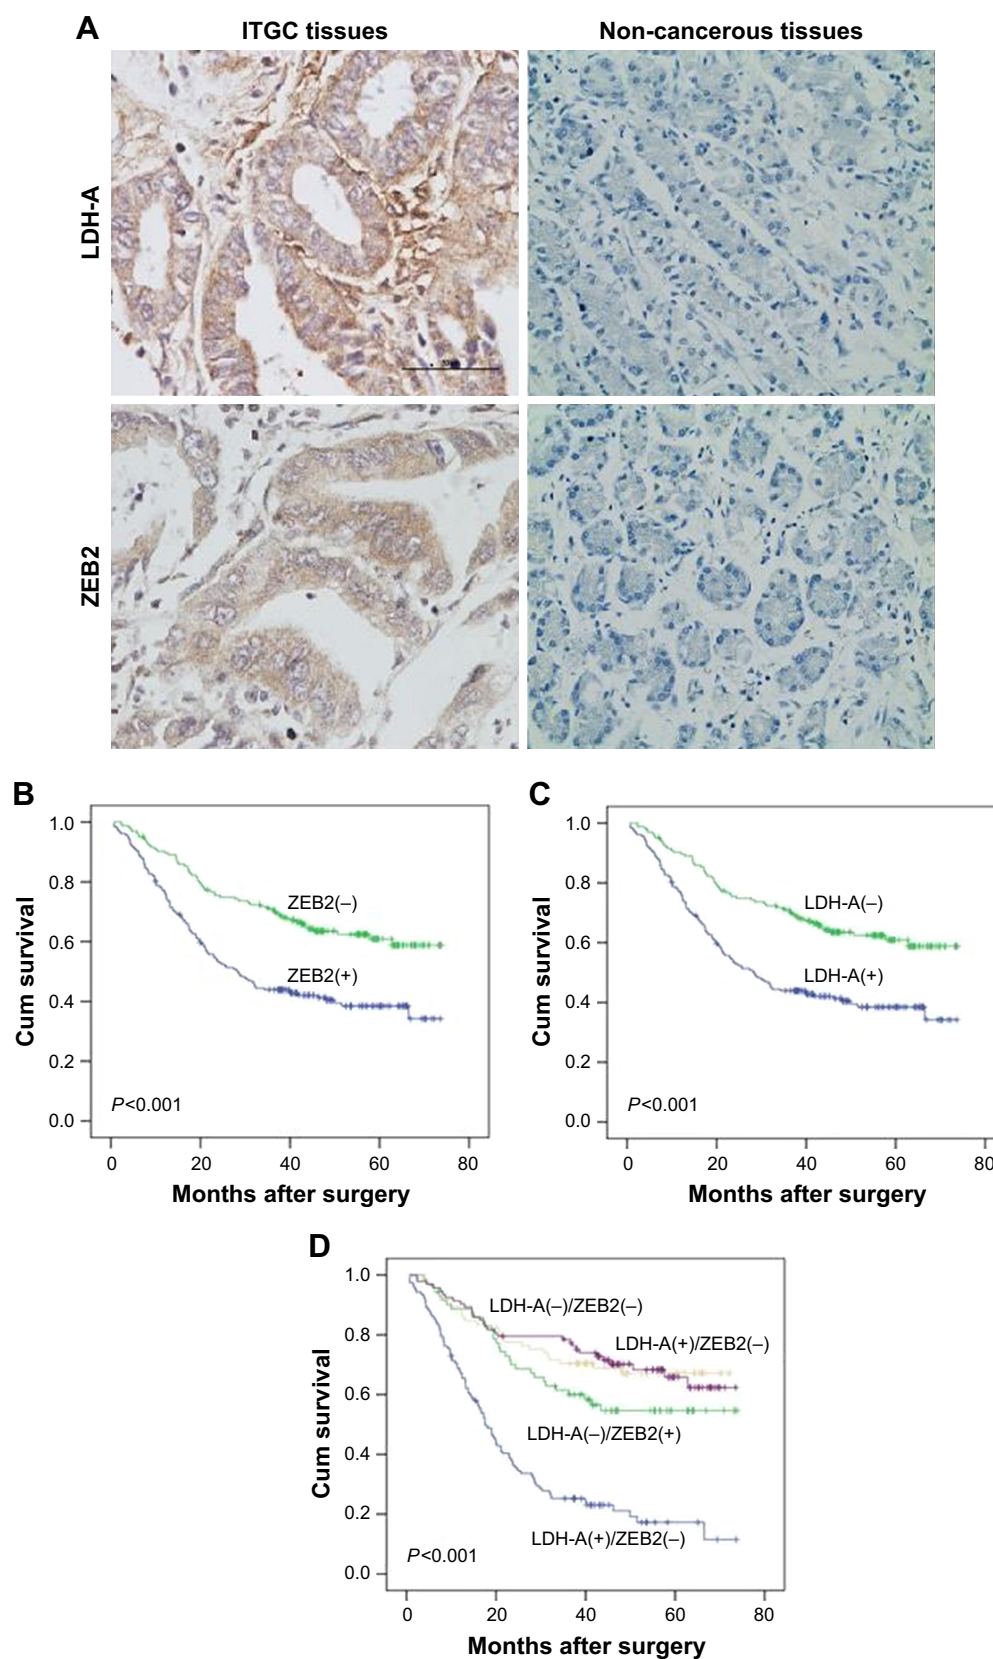 A
ITGC tissues
Non-cancerous tissues
LDH-A
ZEB2
B
1.0
0.8
0.6
0.4
0.2
0.0
Cum survival
ZEB2(–)
ZEB2(+)
P<0.001
0 20 40 60 80
Months after surgery
C
1.0
0.8
0.6
0.4
0.2
0.0
Cum survival
LDH-A(–)
LDH-A(+)
P<0.001
0 20 40 60 80
Months after surgery
D
1.0
0.8
0.6
0.4
0.2
0.0
Cum survival
LDH-A(–)/ZEB2(–)
LDH-A(+)/ZEB2(–)
LDH-A(–)/ZEB2(+)
LDH-A(+)/ZEB2(–)
P<0.001
0 20 40 60 80
Months after surgery